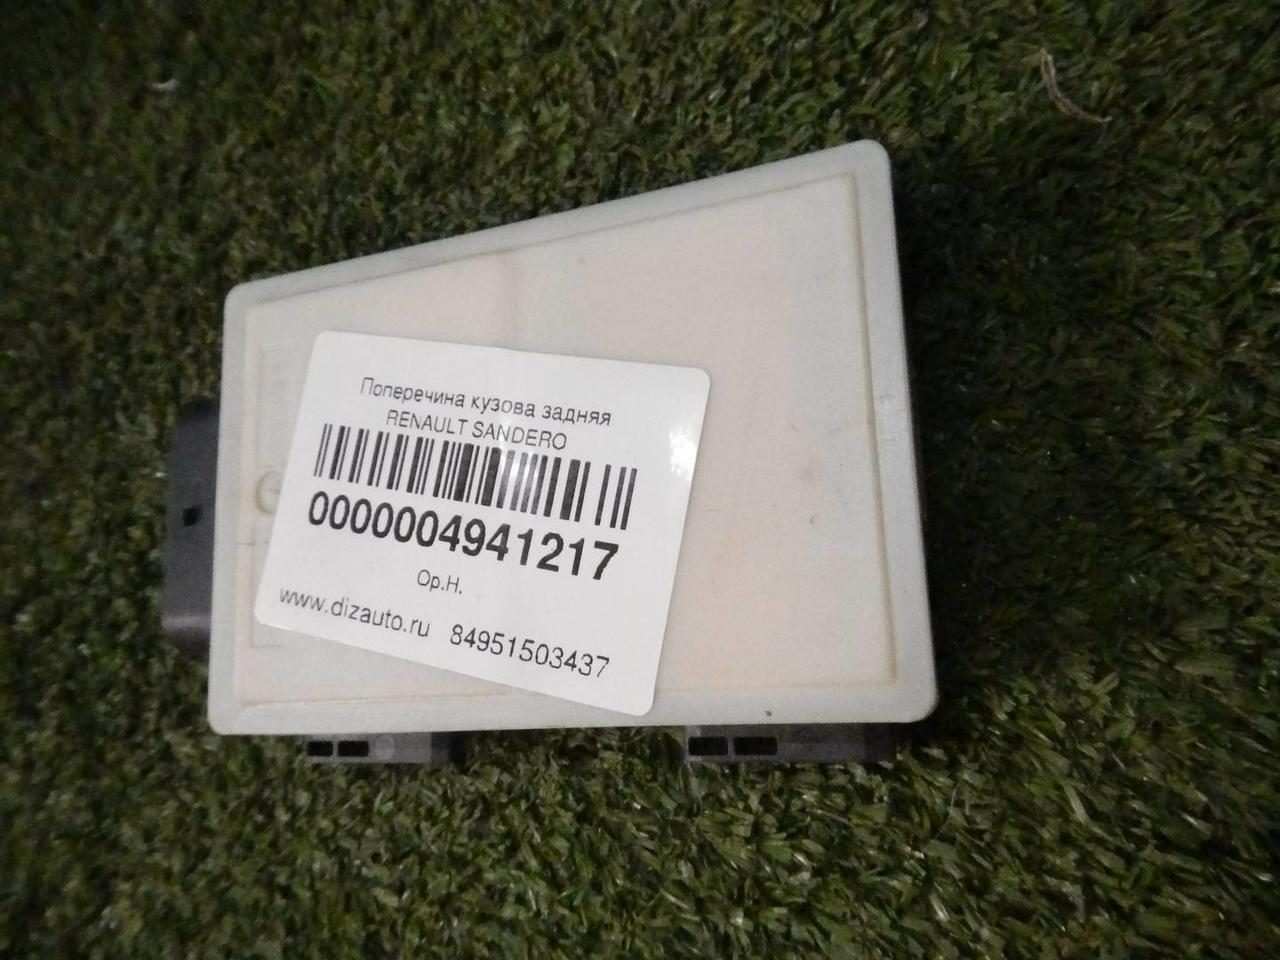 Поперечина кузова задняя
RENAULT SANDERO
0000004941217
Ор.Н.
www.dizauto.ru 84951503437